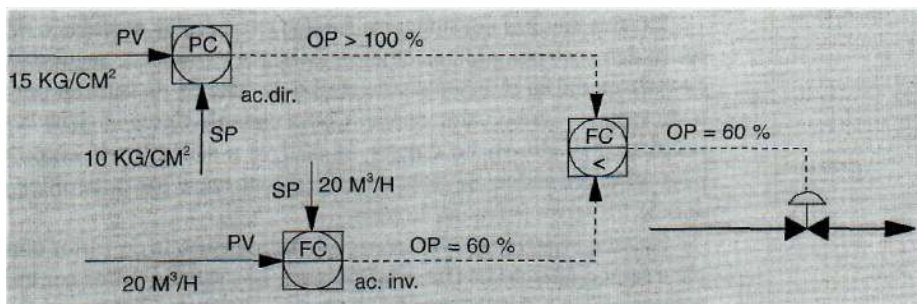 PV
PC
OP > 100 %
15 KG/CM²
ac.dir.
SP
10 KG/CM²
FC
<
OP = 60 %
SP
20 M³/H
PV
FC
OP = 60 %
20 M³/H
ac. inv.